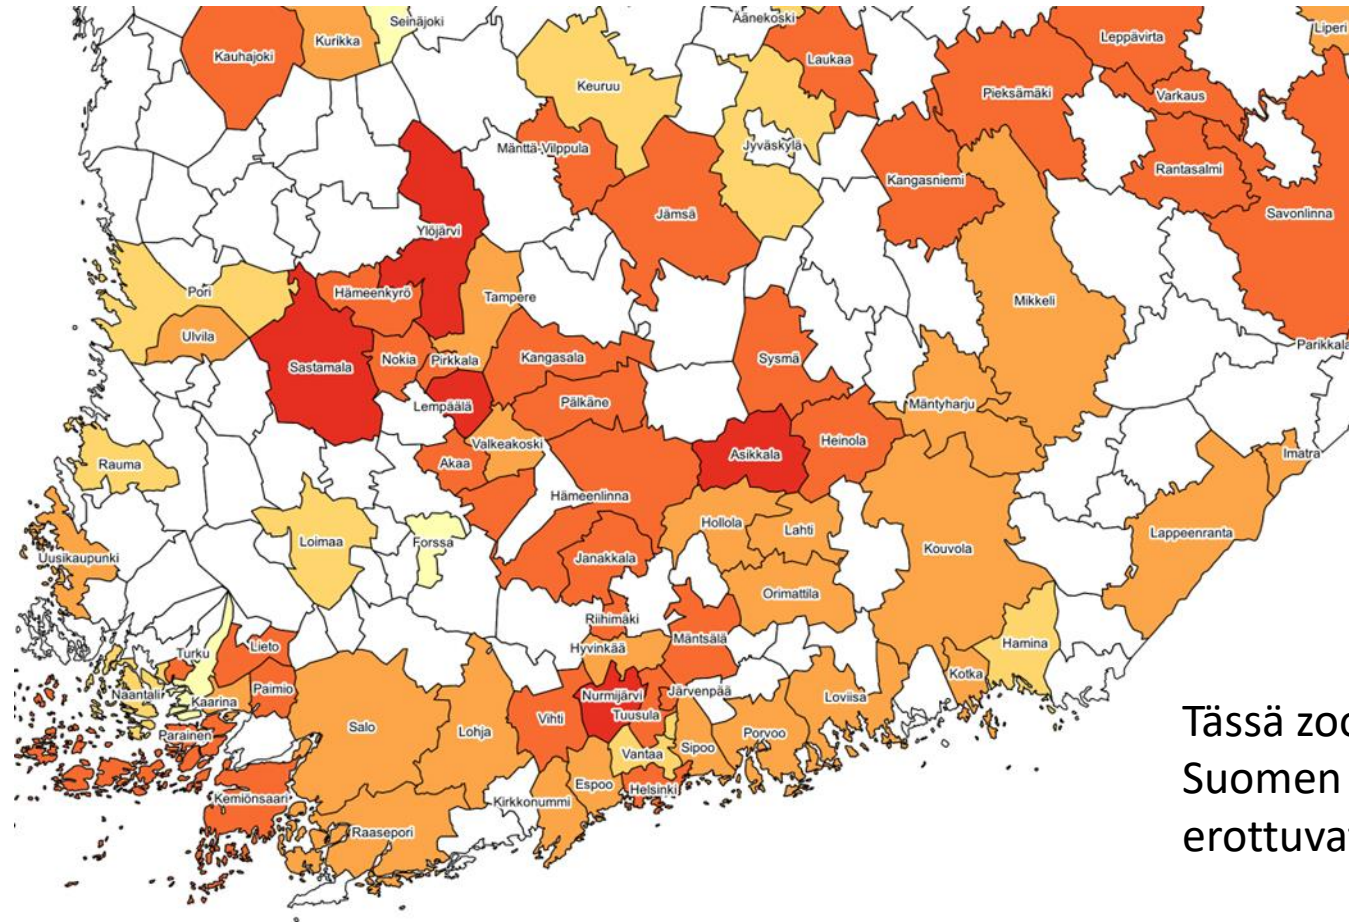 Seinäjoki
Äänekoski
Liperi
Kurikka
Leppävirta
Kauhajoki
Laukaa
Keuruu
Pieksämäki
Varkaus
Mänttä-Vilppula
Jyväskylä
Rantasalmi
Kangasniemi
Jämsä
Savonlinna
Ylöjärvi
Pori
Hämeenkyrö
Tampere
Mikkeli
Ulvila
Parikkala
Sastamala
Nokia
Pirkkala
Kangasala
Sysmä
Lempäälä
Pälkäne
Mäntyharju
Valkeakoski
Heinola
Asikkala
Imatra
Rauma
Akaa
Hämeenlinna
Hollola
Lahti
Lappeenranta
Loimaa
Forssa
Kouvola
Uusikaupunki
Janakkala
Orimattila
Riihimäki
Mäntsälä
Hamina
Lieto
Hyvinkää
Turku
Kotka
Naantali
Paimio
Nurmijärvi
Järvenpää
Loviisa
Kaarina
Vihti
Tuusula
Salo
Lohja
Porvoo
Parainen
Vantaa
Sipoo
Espoo
Helsinki
Kemiönsaari
Kirkkonummi
Raasepori
Tässä zoo
Suomen
erottuva